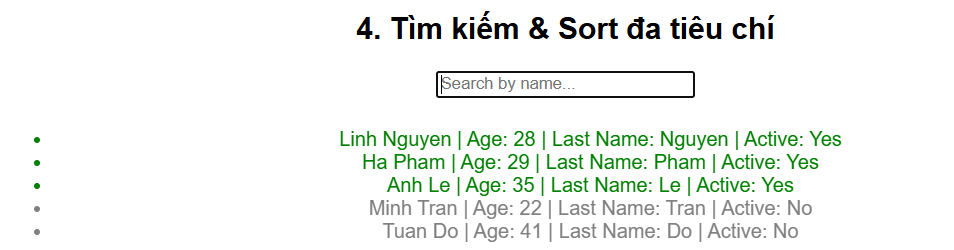 4. Tìm kiếm & Sort đa tiêu chí
Search by name...
Linh Nguyen | Age: 28 | Last Name: Nguyen | Active: Yes
Ha Pham | Age: 29 | Last Name: Pham | Active: Yes
Anh Le | Age: 35 | Last Name: Le | Active: Yes
Minh Tran | Age: 22 | Last Name: Tran | Active: No
Tuan Do | Age: 41 | Last Name: Do | Active: No